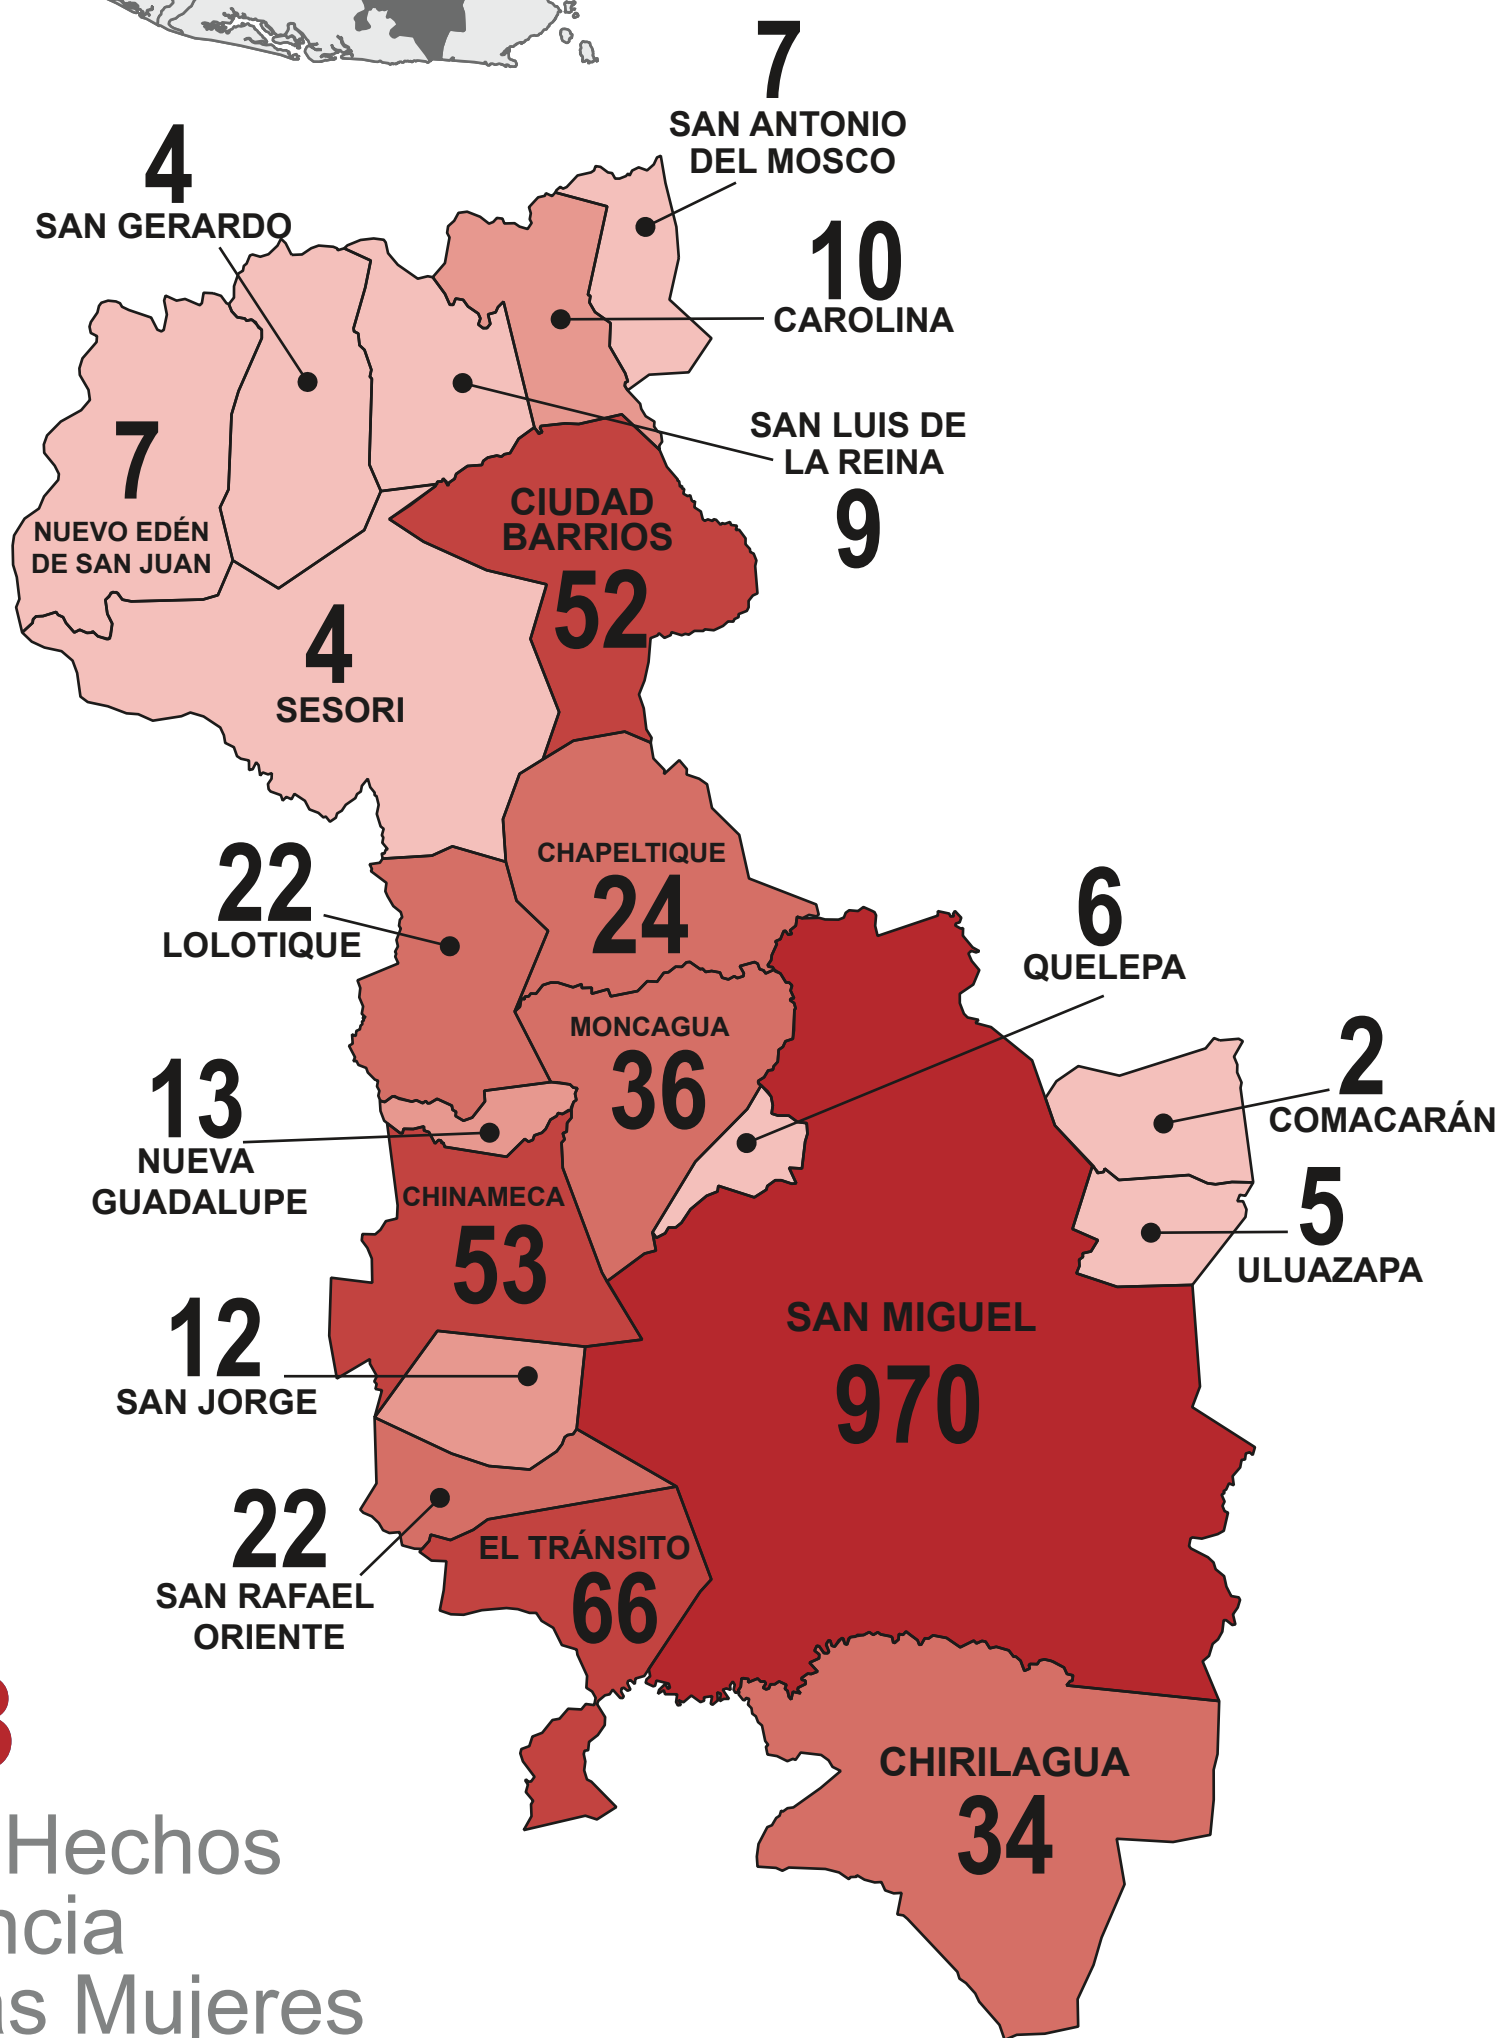 7
SAN ANTONIO
DEL MOSCO
4
SAN GERARDO
10
CAROLINA
SAN LUIS DE
LA REINA
9
7
NUEVO EDÉN
DE SAN JUAN
CIUDAD
BARRIOS
52
4
SESORI
22
LOLOTIQUE
CHAPELTIQUE
24
6
QUELEPA
MONCAGUA
36
2
COMACARÁN
13
NUEVA
GUADALUPE
CHINAMECA
53
5
ULUAZAPA
12
SAN JORGE
SAN MIGUEL
970
22
SAN RAFAEL
ORIENTE
EL TRÁNSITO
66
CHIRILAGUA
34
Hechos
ncia
as Mujeres